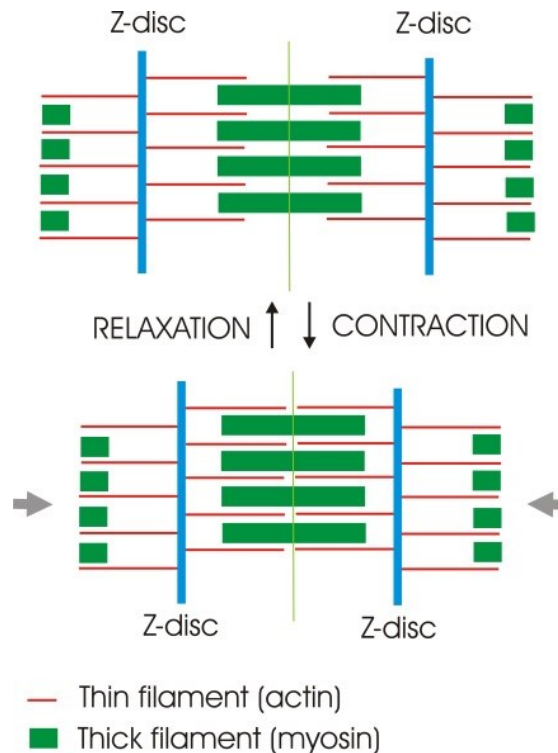 Z-disc Z-disc
RELAXATION CONTRACTION
Z-disc Z-disc
Thin filament (actin)
Thick filament (myosin)